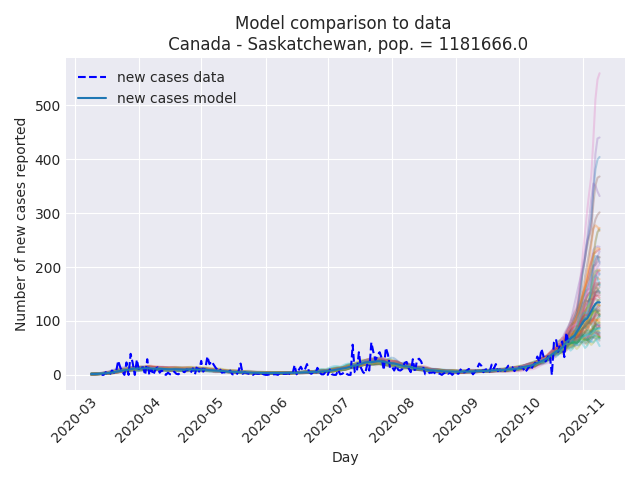 Model comparison to data
Canada - Saskatchewan, pop. = 1181666.0
new cases data
new cases model
Number of new cases reported
500
400
300
200
100
0
2020-03
2020-04
2020-05
2020-06
2020-07
2020-08
2020-09
2020-10
2020-11
Day